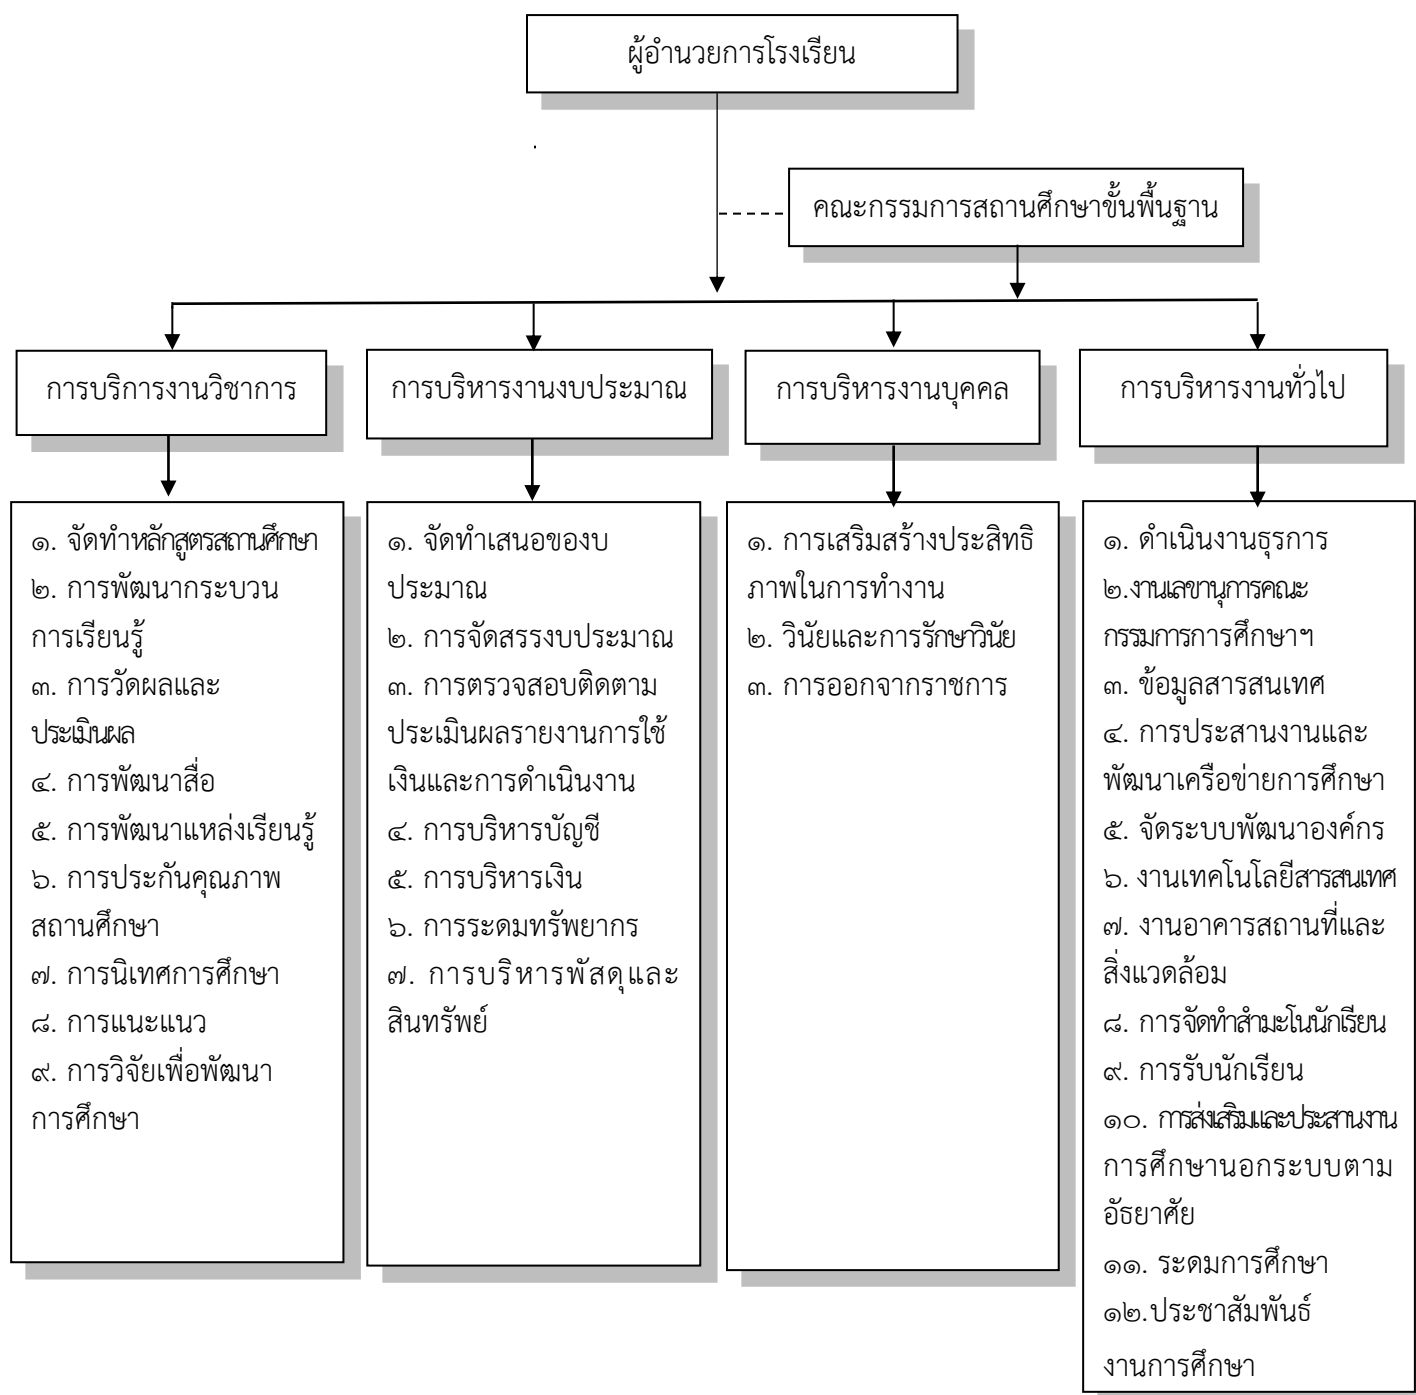 ผู้อำนวยการโรงเรียน
คณะกรรมการสถานศึกษาขั้นพื้นฐาน
การบริการงานวิชาการ
การบริหารงานงบประมาณ
การบริหารงานบุคคล
การบริหารงานทั่วไป
๑. จัดทำหลักสูตรสถานศึกษา
๒. การพัฒนากระบวน
การเรียนรู้
๓. การวัดผลและ
ประเมินผล
๔. การพัฒนาสื่อ
๕. การพัฒนาแหล่งเรียนรู้
๖. การประกันคุณภาพ
สถานศึกษา
๗. การนิเทศการศึกษา
๘. การแนะแนว
๙. การวิจัยเพื่อพัฒนา
การศึกษา
๑. จัดทำเสนอของบ
ประมาณ
๒. การจัดสรรงบประมาณ
๓. การตรวจสอบติดตาม
ประเมินผลรายงานการใช้
เงินและการดำเนินงาน
๔. การบริหารบัญชี
๕. การบริหารเงิน
๖. การระดมทรัพยากร
๗. การบริหารพัสดุและ
สินทรัพย์
๑. การเสริมสร้างประสิทธิ
ภาพในการทำงาน
๒. วินัยและการรักษาวินัย
๓. การออกจากราชการ
๑. ดำเนินงานธุรการ
๒.งานเลขานุการคณะ
กรรมการการศึกษาฯ
๓. ข้อมูลสารสนเทศ
๔. การประสานงานและ
พัฒนาเครือข่ายการศึกษา
๕. จัดระบบพัฒนาองค์กร
๖. งานเทคโนโลยีสารสนเทศ
๗. งานอาคารสถานที่และ
สิ่งแวดล้อม
๘. การจัดทำสำมะโนนักเรียน
๙. การรับนักเรียน
๑๐. การส่งเสริมและประสานงาน
การศึกษานอกระบบตาม
อัธยาศัย
๑๑. ระดมการศึกษา
๑๒.ประชาสัมพันธ์
งานการศึกษา